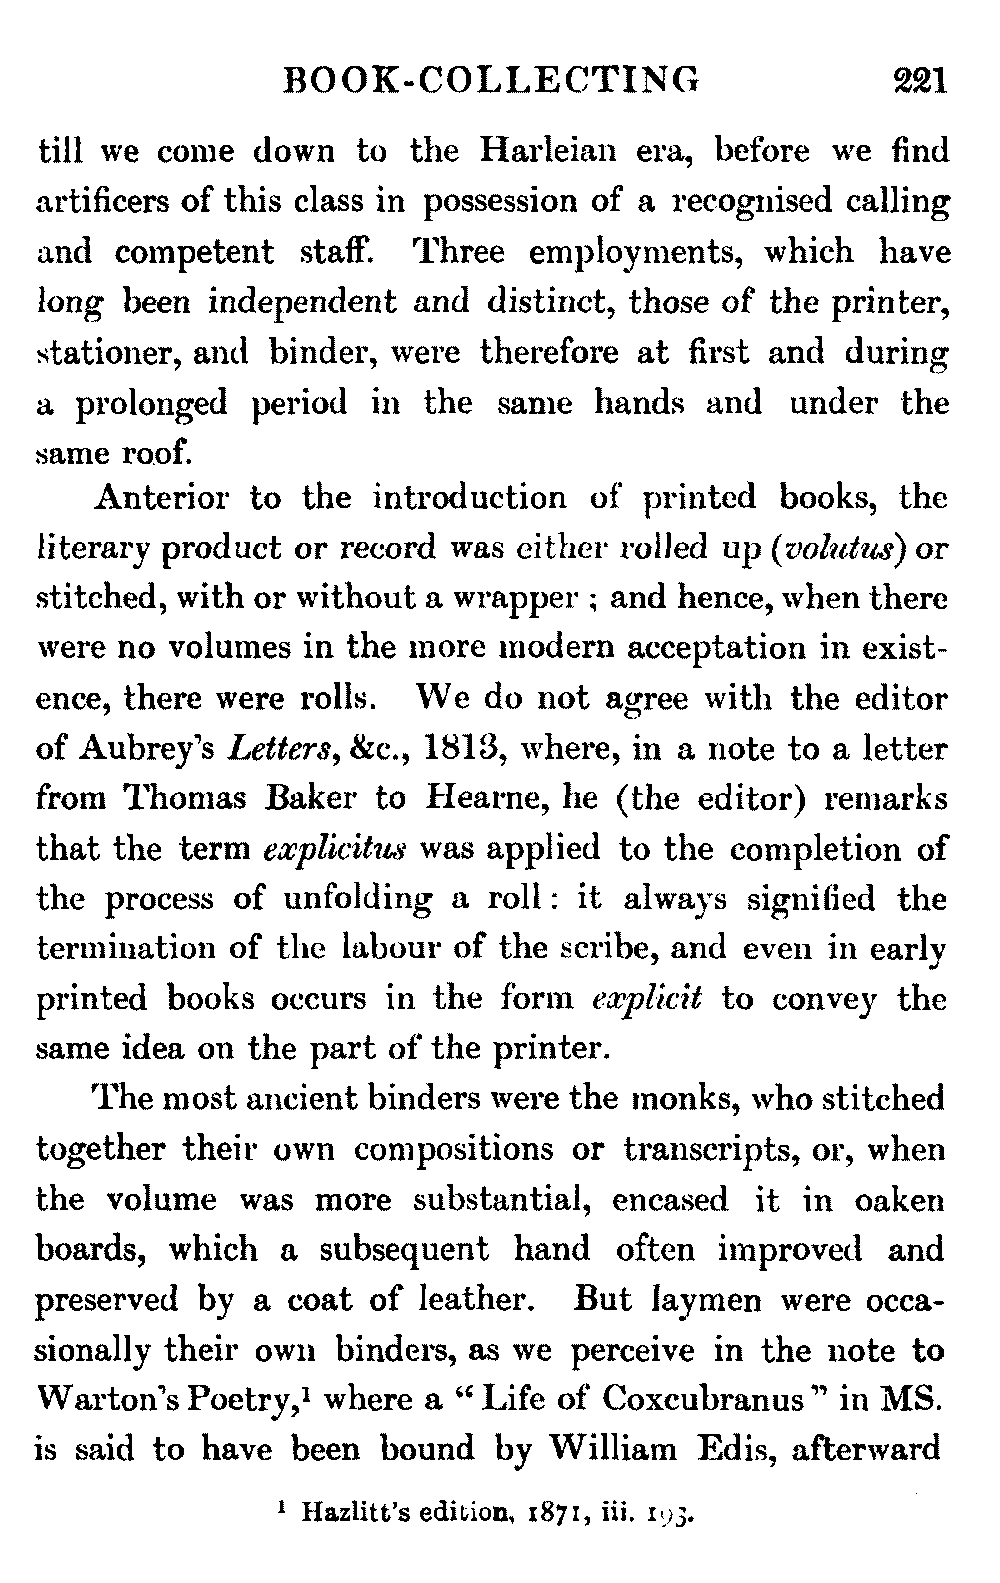 BOOK-COLLECTING 221
till we come down to the Harleian era, before we find
artificers of this class in possession of a recognised calling
and competent staff. Three employments, which have
long been independent and distinct, those of the printer,
stationer, and binder, were therefore at first and during
a prolonged period in the same hands and under the
same roof.
Anterior to the introduction of printed books, the
literary product or record was either rolled up (volutus) or
stitched, with or without a wrapper ; and hence, when there
were no volumes in the more modern acceptation in exist-
ence, there were rolls. We do not agree with the editor
of Aubrey's Letters, &c., 1813, where, in a note to a letter
from Thomas Baker to Hearne, he (the editor) remarks
that the term explicitus was applied to the completion of
the process of unfolding a roll : it always signified the
termination of the labour of the scribe, and even in early
printed books occurs in the form explicit to convey the
same idea on the part of the printer.
The most ancient binders were the monks, who stitched
together their own compositions or transcripts, or, when
the volume was more substantial, encased it in oaken
boards, which a subsequent hand often improved and
preserved by a coat of leather. But laymen were occa-
sionally their own binders, as we perceive in the note to
Warton's Poetry,¹ where a “ Life of Coxcubranus ” in MS.
is said to have been bound by William Edis, afterward
¹ Hazlitt's edition, 1871, iii. 193.